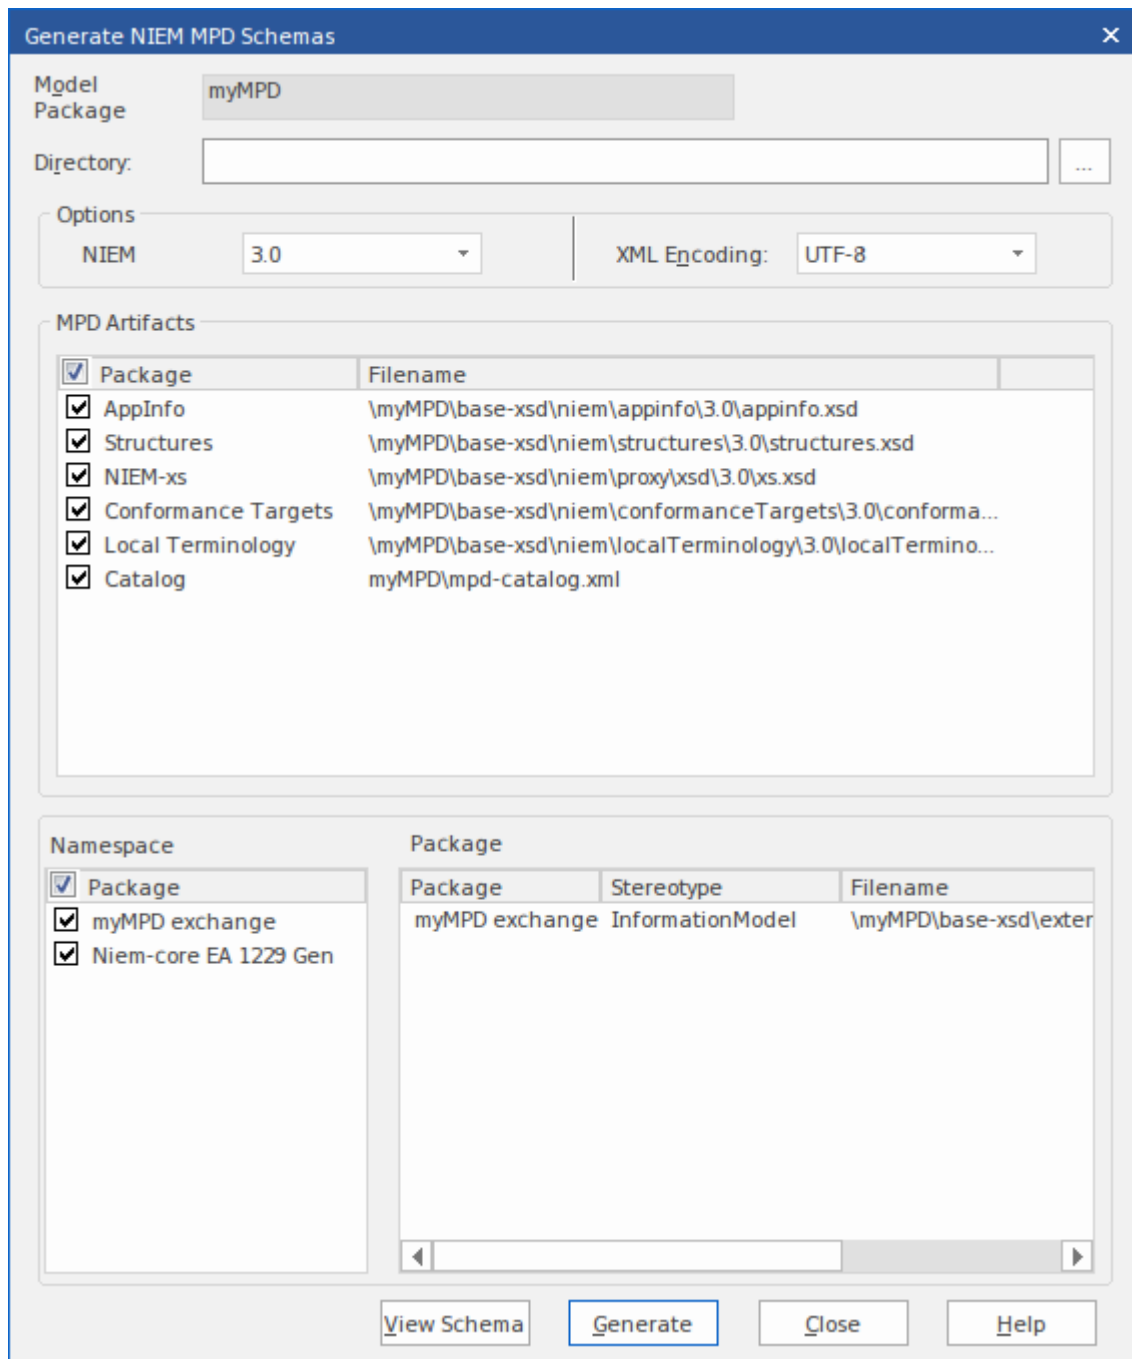 Generate NIEM MPD Schemas
Model
Package
myMPD
Directory:
...
Options
NIEM 3.0 XML Encoding: UTF-8
MPD Artifacts
Package Filename
AppInfo \myMPD\base-xsd\niem\appinfo\3.0\appinfo.xsd
Structures \myMPD\base-xsd\niem\structures\3.0\structures.xsd
NIEM-xs \myMPD\base-xsd\niem\proxy\xsd\3.0\xs.xsd
Conformance Targets \myMPD\base-xsd\niem\conformanceTargets\3.0\conforma...
Local Terminology \myMPD\base-xsd\niem\localTerminology\3.0\localTermino...
Catalog myMPD\mpd-catalog.xml
Namespace
Package
myMPD exchange
Niem-core EA 1229 Gen
Package
Package Stereotype Filename
myMPD exchange InformationModel \myMPD\base-xsd\exter
View Schema Generate Close Help